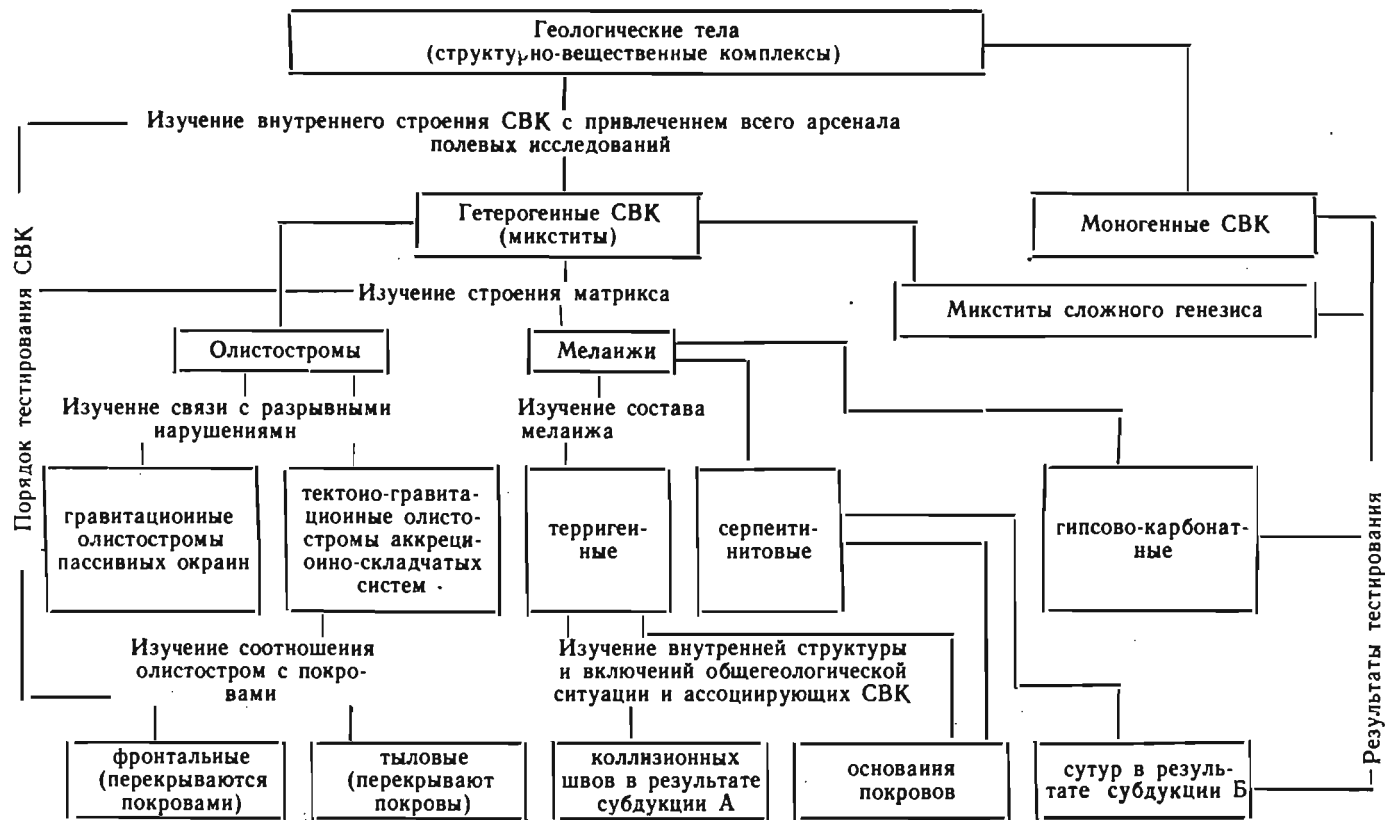 Геологические тела
(структурно-вещественные комплексы)
Изучение внутреннего строения СВК с привлечением всего арсенала
полевых исследований
Гетерогенные СВК
(микститы)
Моногенные СВК
Изучение строения матрикса
Микститы сложного генезиса
Олистостромы
Меланжи
Изучение связи с разрывными
нарушениями
Изучение состава
меланжа
гравитационные
олистостромы
пассивных окраин
тектоно-гравита-
ционные олисто-
стромы аккреци-
онно-складчатых
систем
терриген-
ные
серпенти-
нитовые
гипсово-карбонат-
ные
Изучение соотношения
олистостром с покро-
вами
Изучение внутренней структуры
и включений общегеологической
ситуации и ассоциирующих СВК
фронтальные
(перекрываются
покровами)
тыловые
(перекрывают
покровы)
коллизионных
швов в результате
субдукции А
основания
покровов
сутур в резуль-
тате субдукции Б
Порядок тестирования СВК
Результаты тестирования